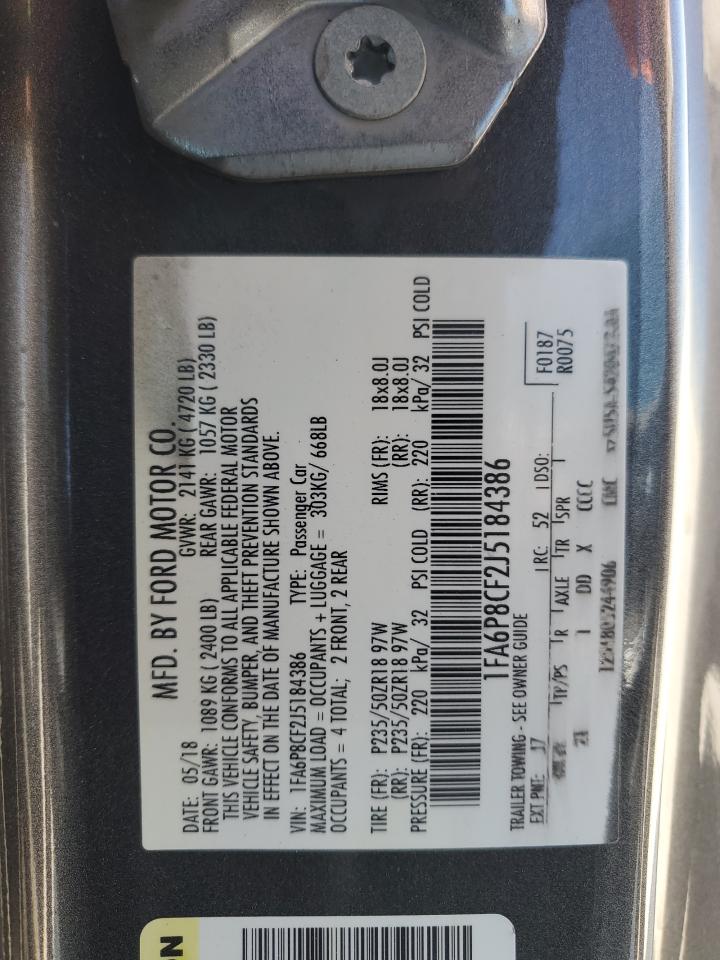 MFD. BY FORD MOTOR CO.
DATE: 05/18 GVWR: 2141 KG ( 4720 LB)
FRONT GAWR: 1089 KG ( 2400 LB) REAR GAWR: 1057 KG ( 2330 LB)
THIS VEHICLE CONFORMS TO ALL APPLICABLE FEDERAL MOTOR
VEHICLE SAFETY, BUMPER, AND THEFT PREVENTION STANDARDS
IN EFFECT ON THE DATE OF MANUFACTURE SHOWN ABOVE.
VIN: 1FA6P8CF2J5184386 TYPE: Passenger Car
MAXIMUM LOAD = OCCUPANTS + LUGGAGE = 303KG/ 668LB
OCCUPANTS = 4 TOTAL; 2 FRONT, 2 REAR
TIRE (FR): P235/50ZR18 97W RIMS (FR): 18x8.0J
(RR): P235/50ZR18 97W (RR): 18x8.0J
PRESSURE (FR): 220 kPa/ 32 PSI COLD (RR): 220 kPa/ 32 PSI COLD
1FA6P8CF2J5184386
TRAILER TOWING - SEE OWNER GUIDE
F0187
EXT PNT: J7 RC: 52 DSO: R0075
TP/PS R AXLE TR SPR
I DD X CCCC